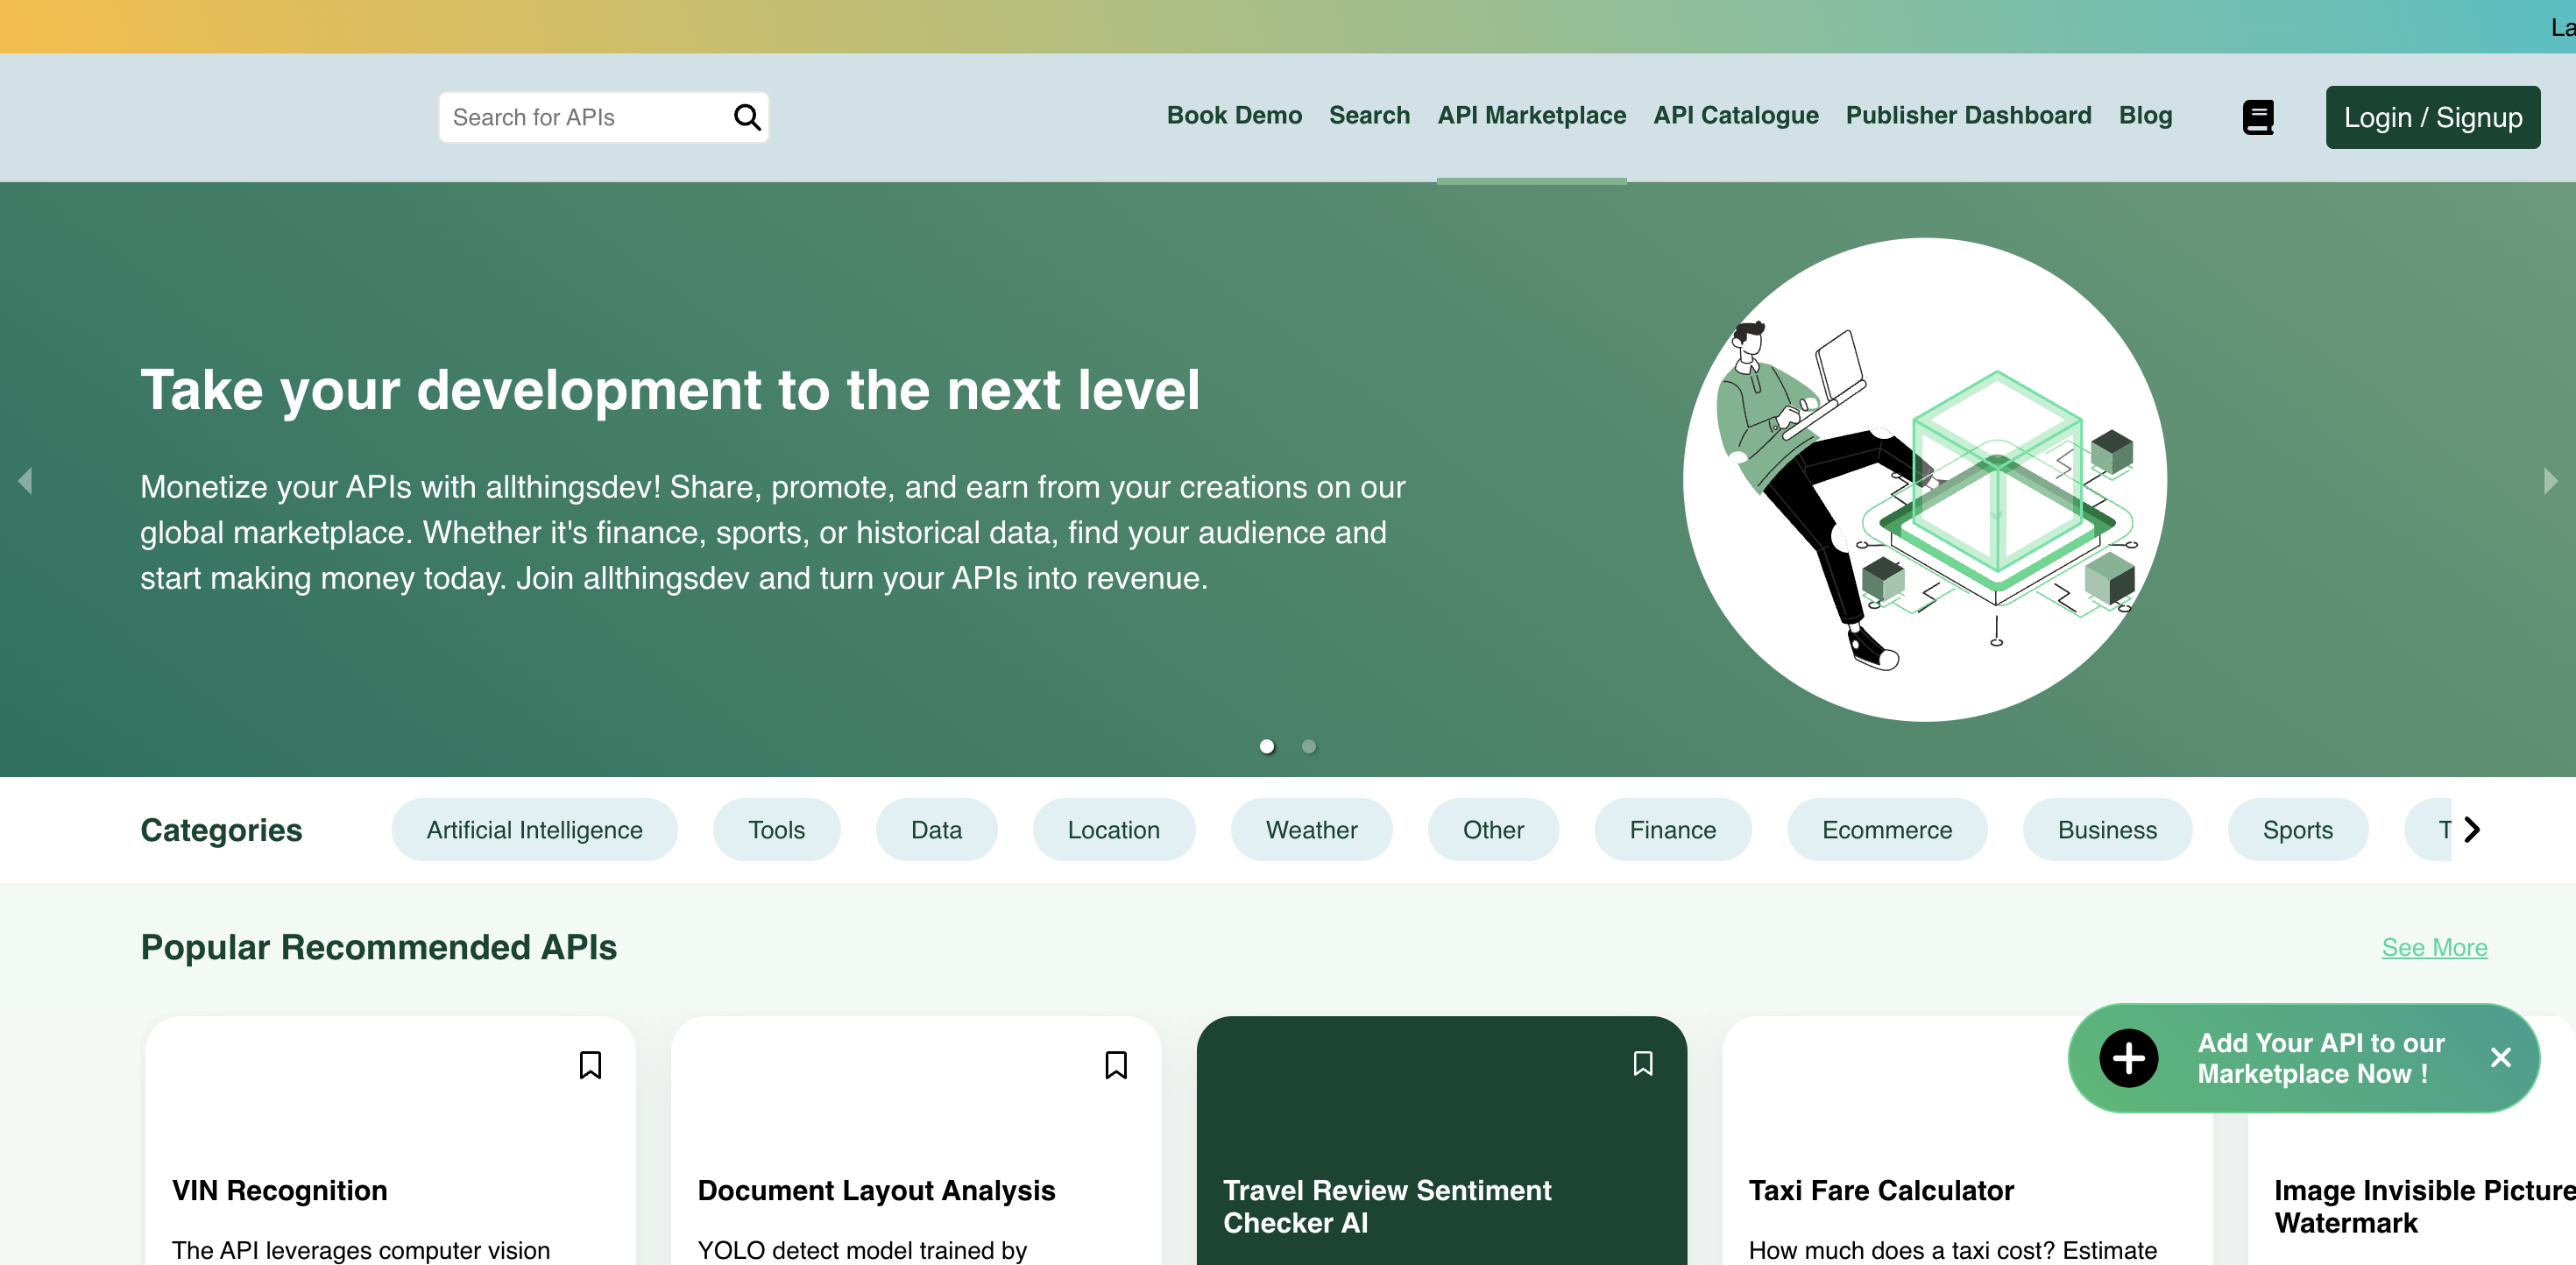 La
Search for APIs
Book Demo Search API Marketplace API Catalogue Publisher Dashboard Blog
Login / Signup
Take your development to the next level
Monetize your APIs with allthingsdev! Share, promote, and earn from your creations on our
global marketplace. Whether it's finance, sports, or historical data, find your audience and
start making money today. Join allthingsdev and turn your APIs into revenue.
Categories Artificial Intelligence Tools Data Location Weather Other Finance Ecommerce Business Sports T
Popular Recommended APIs
See More
Add Your API to our
Marketplace Now !
VIN Recognition
The API leverages computer vision
Document Layout Analysis
YOLO detect model trained by
Travel Review Sentiment
Checker AI
Taxi Fare Calculator
How much does a taxi cost? Estimate
Image Invisible Picture
Watermark